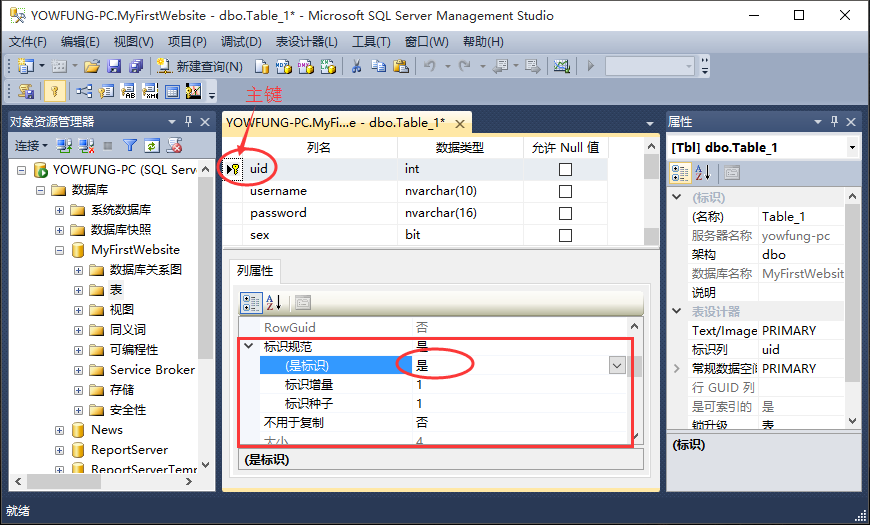 YOWFUNG-PC.MyFirstWebsite - dbo.Table_1* - Microsoft SQL Server Management Studio
文件(F) 编辑(E) 视图(V) 项目(P) 调试(D) 表设计器(L) 工具(T) 窗口(W) 帮助(H)
新建查询(N)
主键
对象资源管理器
连接
YOWFUNG-PC (SQL Serve
数据库
系统数据库
数据库快照
MyFirstWebsite
数据库关系图
表
视图
同义词
可编程性
Service Broker
存储
安全性
News
ReportServer
ReportServerTemp
YOWFUNG-PC.MyFi...e - dbo.Table_1*
列名 数据类型 允许 Null 值
uid int
username nvarchar(10)
password nvarchar(16)
sex bit
列属性
RowGuid 否
标识规范 是
(是标识) 是
标识增量 1
标识种子 1
不用于复制 否
大小 4
(是标识)
属性
[Tbl] dbo.Table_1
(标识)
(名称) Table_1
服务器名称 yowfung-pc
架构 dbo
数据库名称 MyFirstWebsit
说明
表设计器
Text/Image PRIMARY
标识列 uid
常规数据空间 PRIMARY
行 GUID 列
是可索引的 是
锁升级 表
(标识)
就绪